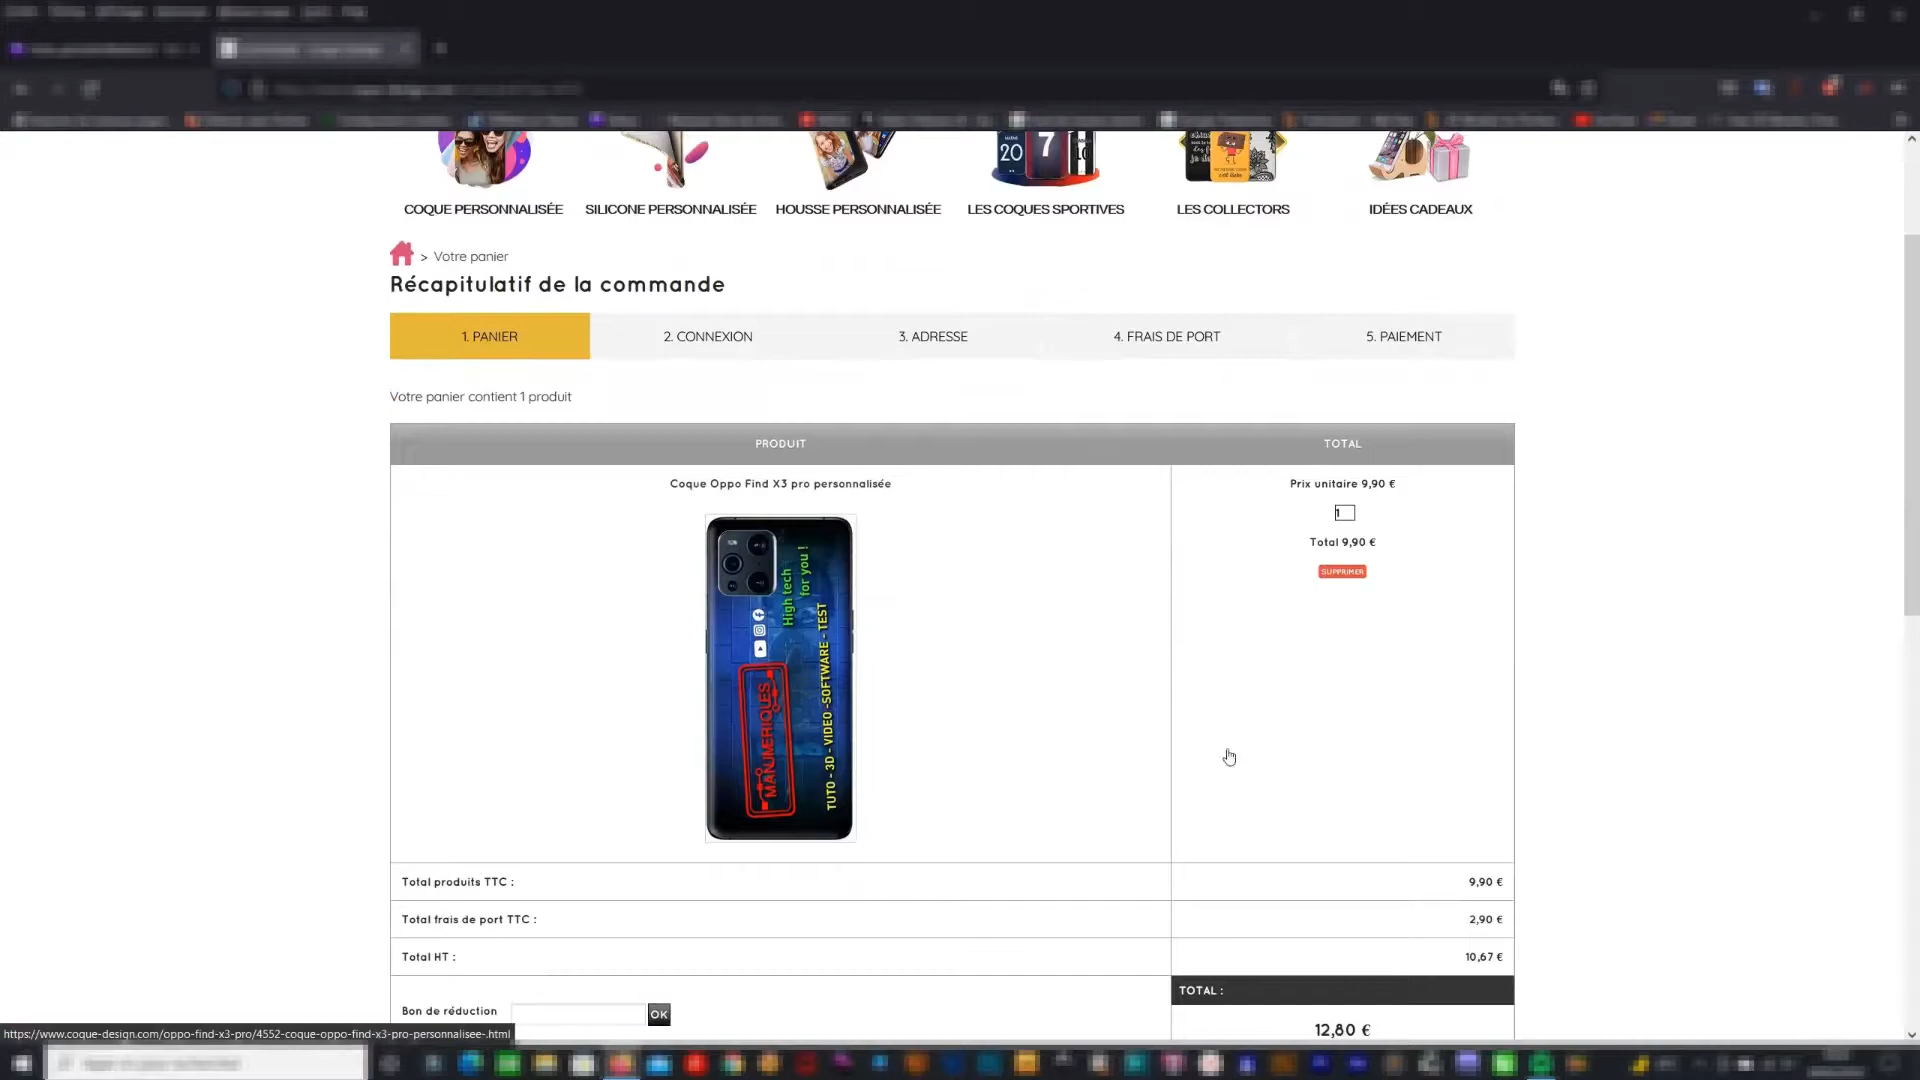 COQUE PERSONNALISÉE
SILICONE PERSONNALISÉE
HOUSSE PERSONNALISÉE
LES COQUES SPORTIVES
LES COLLECTORS
IDÉES CADEAUX
20
7
10
> Votre panier
Récapitulatif de la commande
1. PANIER
2. CONNEXION
3. ADRESSE
4. FRAIS DE PORT
5. PAIEMENT
Votre panier contient 1 produit
PRODUIT
TOTAL
Coque Oppo Find X3 pro personnalisée
Prix unitaire 9,90 €
1
Total 9,90 €
SUPPRIMER
High tech
for you !
MANUMERIQUES
TUTO - 3D - VIDEO -SOFTWARE - TEST
Total produits TTC :
9,90 €
Total frais de port TTC :
2,90 €
Total HT :
10,67 €
TOTAL :
Bon de réduction
OK
12,80 €
https://www.coque-design.com/oppo-find-x3-pro/4552-coque-oppo-find-x3-pro-personnalisee-.html